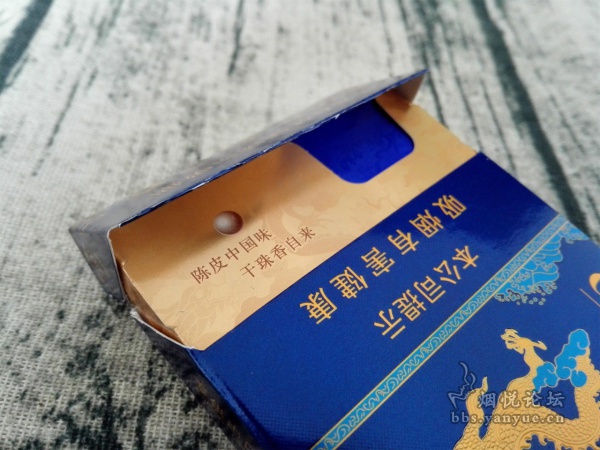 陈皮中国味
干珠香自来
本公司提示
吸烟有害健康
烟悦论坛
bbs.yanyue.cn